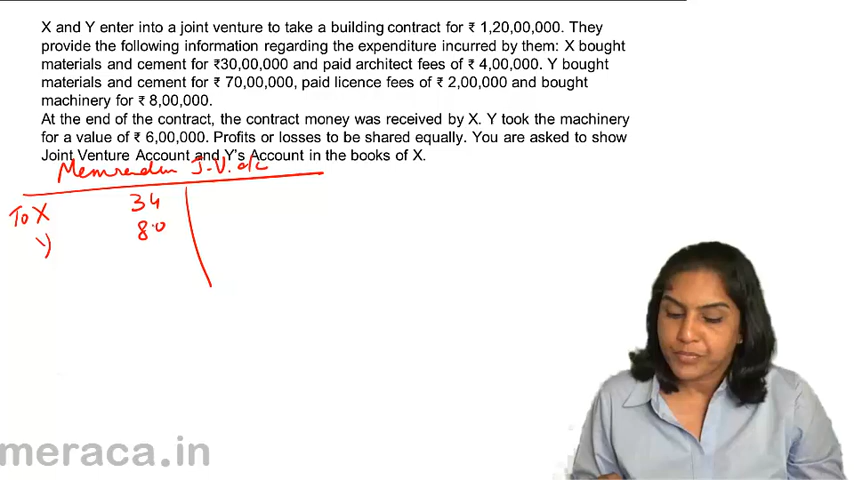 X and Y enter into a joint venture to take a building contract for ₹ 1,20,00,000. They
provide the following information regarding the expenditure incurred by them: X bought
materials and cement for ₹30,00,000 and paid architect fees of ₹ 4,00,000. Y bought
materials and cement for ₹ 70,00,000, paid licence fees of ₹ 2,00,000 and bought
machinery for ₹ 8,00,000.
At the end of the contract, the contract money was received by X. Y took the machinery
for a value of ₹ 6,00,000. Profits or losses to be shared equally. You are asked to show
Joint Venture Account and Y's Account in the books of X.
J.V. a/c
To X 34
80
meraca.in